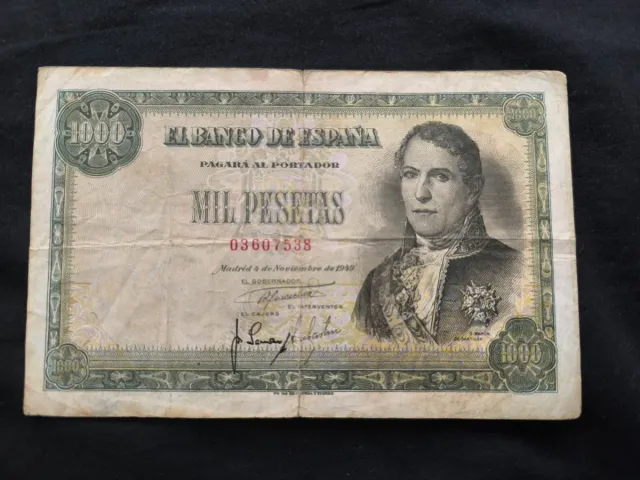 1000
1000
EL BANCO DE ESPAÑA
PAGARÁ AL PORTADOR
MIL PESETAS
03607538
Madrid 4 de Noviembre de 1949
EL GOBERNADOR
EL INTERVENTOR
EL CAJERO
1000
1000